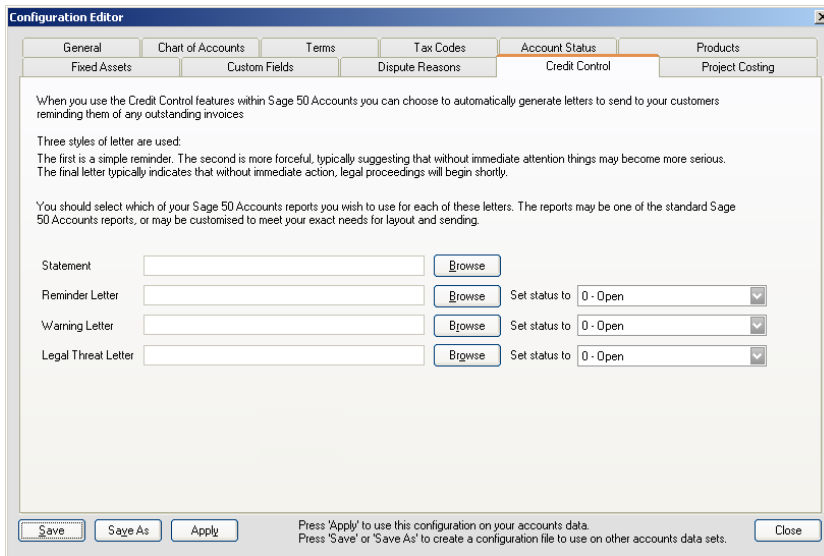 Configuration Editor
General Chart of Accounts Terms Tax Codes Account Status Products
Fixed Assets Custom Fields Dispute Reasons Credit Control Project Costing
When you use the Credit Control features within Sage 50 Accounts you can choose to automatically generate letters to send to your customers
reminding them of any outstanding invoices
Three styles of letter are used:
The first is a simple reminder. The second is more forceful, typically suggesting that without immediate attention things may become more serious.
The final letter typically indicates that without immediate action, legal proceedings will begin shortly.
You should select which of your Sage 50 Accounts reports you wish to use for each of these letters. The reports may be one of the standard Sage
50 Accounts reports, or may be customised to meet your exact needs for layout and sending.
Statement Browse
Reminder Letter Browse Set status to 0 - Open
Warning Letter Browse Set status to 0 - Open
Legal Threat Letter Browse Set status to 0 - Open
Save Save As Apply Press 'Apply' to use this configuration on your accounts data. Close
Press 'Save' or 'Save As' to create a configuration file to use on other accounts data sets.